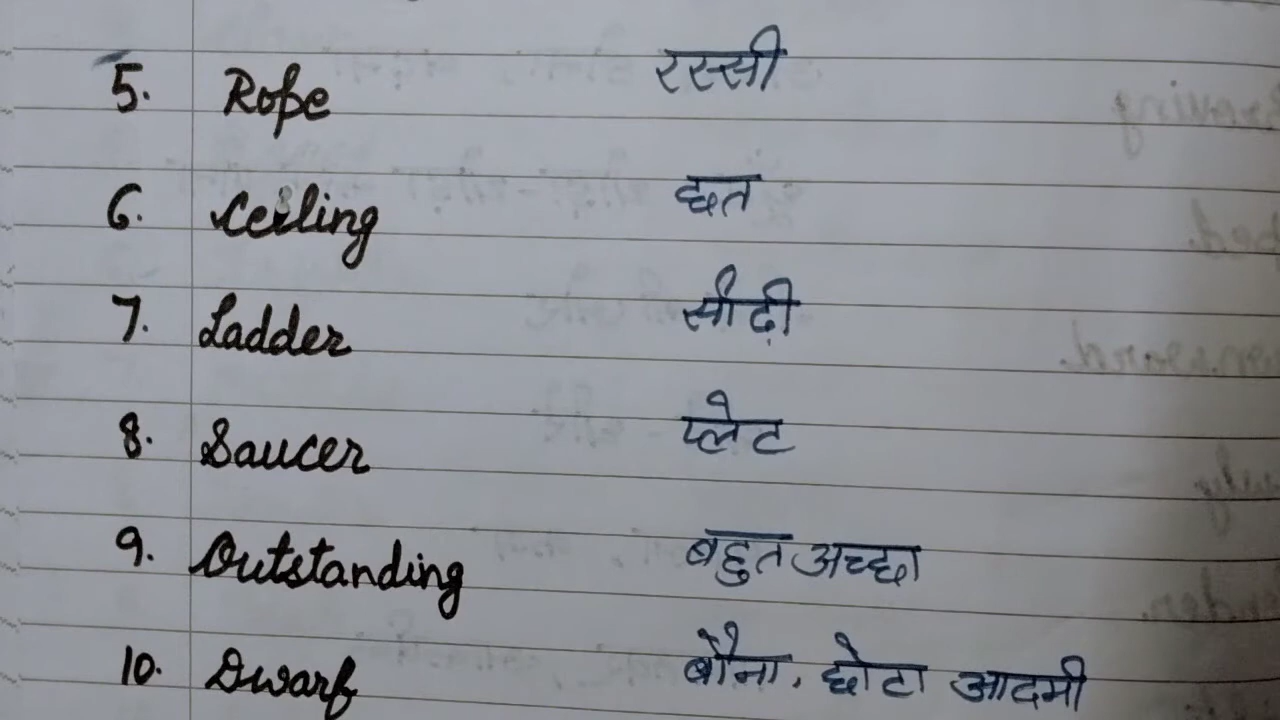 5. Rope रस्सी
6. Ceiling छत
7. Ladder सीढ़ी
8. Saucer प्लेट
9. Outstanding बहुत अच्छा
10. Dwarf बौना, छोटा आदमी